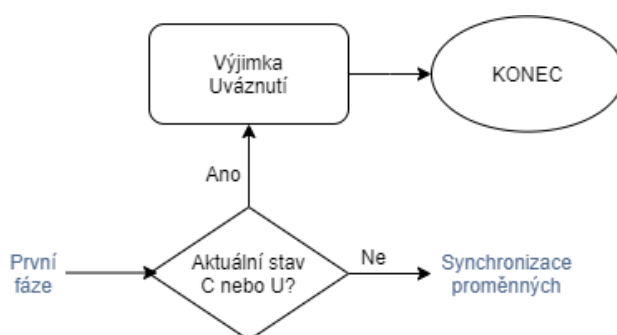 Výjimka
Uváznutí
KONEC
Ano
První
fáze
Aktuální stav
C nebo U?
Ne
Synchronizace
proměnných